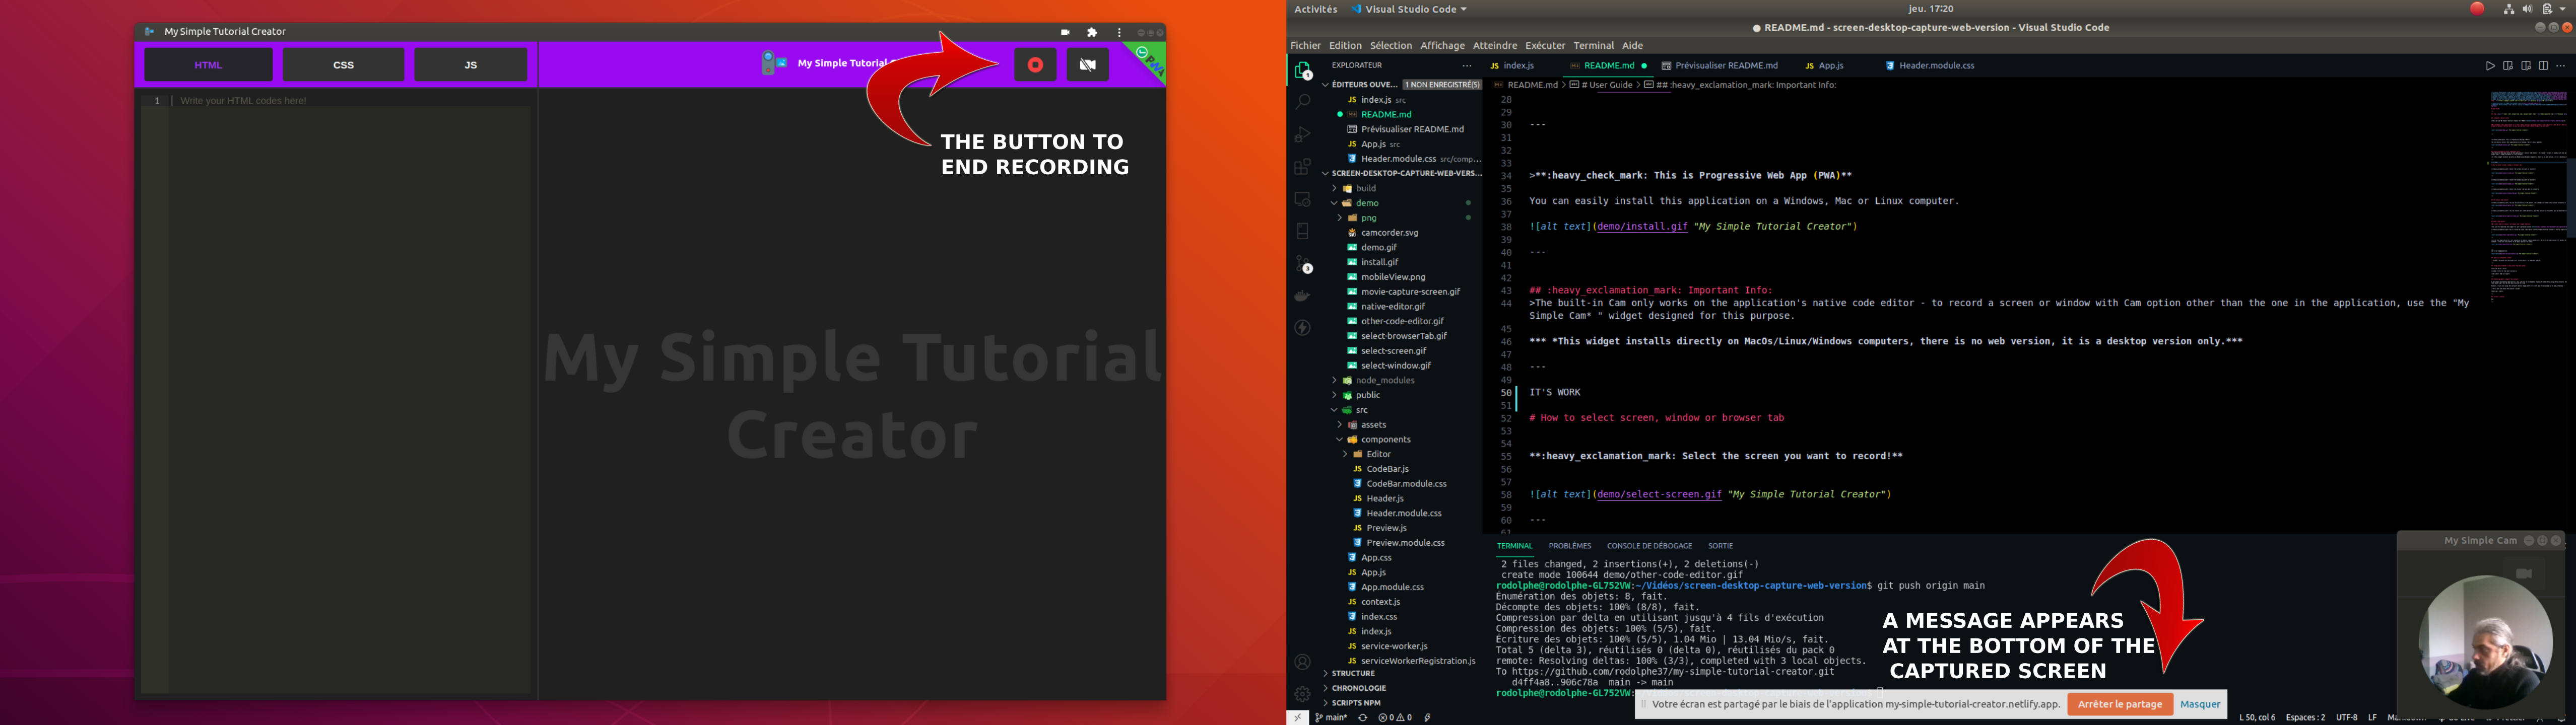 My Simple Tutorial Creator
HTML
CSS
JS
My Simple Tutorial C
PWA
1
Write your HTML codes here!
THE BUTTON TO
END RECORDING
My Simple Tutorial
Creator
Activités
Visual Studio Code
jeu. 17:20
README.md - screen-desktop-capture-web-version - Visual Studio Code
Fichier Edition Sélection Affichage Atteindre Exécuter Terminal Aide
EXPLORATEUR
ÉDITEURS OUVE... 1 NON ENREGISTRÉ(S)
JS index.js src
README.md
Prévisualiser README.md
JS App.js src
Header.module.css src/comp...
SCREEN-DESKTOP-CAPTURE-WEB-VERS...
build
demo
png
camcorder.svg
demo.gif
install.gif
mobileView.png
movie-capture-screen.gif
native-editor.gif
other-code-editor.gif
select-browserTab.gif
select-screen.gif
select-window.gif
node_modules
public
src
assets
components
Editor
JS CodeBar.js
CodeBar.module.css
JS Header.js
Header.module.css
JS Preview.js
Preview.module.css
App.css
JS App.js
App.module.css
JS context.js
index.css
JS index.js
service-worker.js
JS serviceWorkerRegistration.js
STRUCTURE
CHRONOLOGIE
SCRIPTS NPM
JS index.js
README.md
Prévisualiser README.md
JS App.js
Header.module.css
README.md > # User Guide > ## :heavy_exclamation_mark: Important Info:
28
29
30 ---
31
32
33
34 >**:heavy_check_mark: This is Progressive Web App (PWA)**
35
36 You can easily install this application on a Windows, Mac or Linux computer.
37
38 ![alt text](demo/install.gif "My Simple Tutorial Creator")
39
40 ---
41
42
43 ## :heavy_exclamation_mark: Important Info:
44 >The built-in Cam only works on the application's native code editor - to record a screen or window with Cam option other than the one in the application, use the "My
Simple Cam* " widget designed for this purpose.
45
46 *** *This widget installs directly on MacOs/Linux/Windows computers, there is no web version, it is a desktop version only.***
47
48 ---
49
50 IT'S WORK
51
52 # How to select screen, window or browser tab
53
54
55 **:heavy_exclamation_mark: Select the screen you want to record!**
56
57
58 ![alt text](demo/select-screen.gif "My Simple Tutorial Creator")
59
60 ---
61
TERMINAL PROBLÈMES CONSOLE DE DÉBOGAGE SORTIE
2 files changed, 2 insertions(+), 2 deletions(-)
create mode 100644 demo/other-code-editor.gif
rodolphe@rodolphe-GL752VW:~/Vidéos/screen-desktop-capture-web-version$ git push origin main
Énumération des objets: 8, fait.
Décompte des objets: 100% (8/8), fait.
Compression par delta en utilisant jusqu'à 4 fils d'exécution
Compression des objets: 100% (5/5), fait.
Écriture des objets: 100% (5/5), 1.04 Mio | 13.04 Mio/s, fait.
Total 5 (delta 3), réutilisés 0 (delta 0), réutilisés du pack 0
remote: Resolving deltas: 100% (3/3), completed with 3 local objects.
To https://github.com/rodolphe37/my-simple-tutorial-creator.git
d4ff4a8..906c78a main -> main
rodolphe@rodolphe-GL752VW:
A MESSAGE APPEARS
AT THE BOTTOM OF THE
CAPTURED SCREEN
My Simple Cam
Votre écran est partagé par le biais de l'application my-simple-tutorial-creator.netlify.app.
Arrêter le partage
Masquer
1
3
main*
0 0
L 50, col 6 Espaces : 2 UTF-8 LF